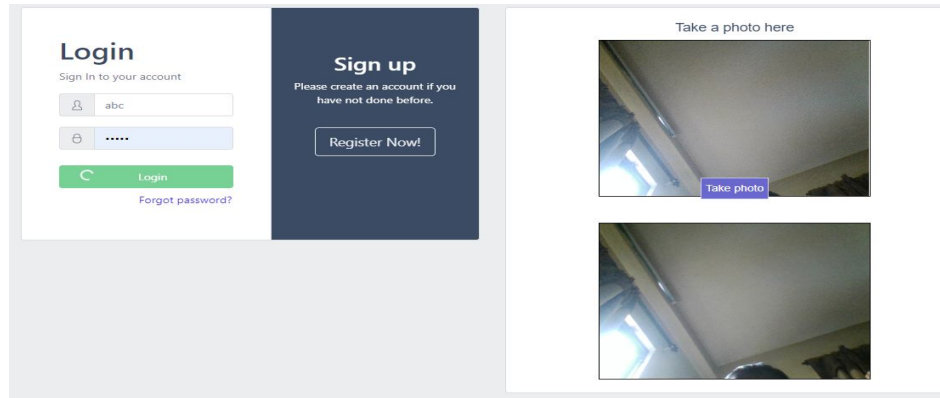 Login
Sign In to your account
abc
•••••
Login
Forgot password?
Sign up
Please create an account if you
have not done before.
Register Now!
Take a photo here
Take photo